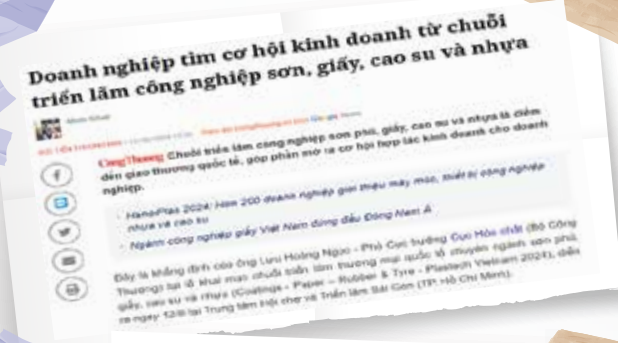 Doanh nghiệp tìm cơ hội kinh doanh từ chuỗi
triển lãm công nghiệp sơn, giấy, cao su và nhựa
CongThuong Chuỗi triển lãm công nghiệp sơn phủ, giấy, cao su và nhựa là điểm
đến giao thương quốc tế, góp phần mở ra cơ hội hợp tác kinh doanh cho doanh
nghiệp.
HanoiPlas 2024: Hơn 200 doanh nghiệp giới thiệu máy móc, thiết bị công nghiệp
nhựa và cao su
Ngành công nghiệp giấy Việt Nam đứng đầu Đông Nam Á
Đây là khẳng định của ông Lưu Hoàng Ngọc - Phó Cục trưởng Cục Hóa chất (Bộ Công
Thương) tại lễ khai mạc chuỗi triển lãm thương mại quốc tế chuyên ngành sơn phủ,
giấy, cao su và nhựa (Coatings - Paper - Rubber & Tyre - Plastech Vietnam 2024), diễn
ra ngày 12/6 tại Trung tâm Hội chợ và Triển lãm Sài Gòn (TP. Hồ Chí Minh).